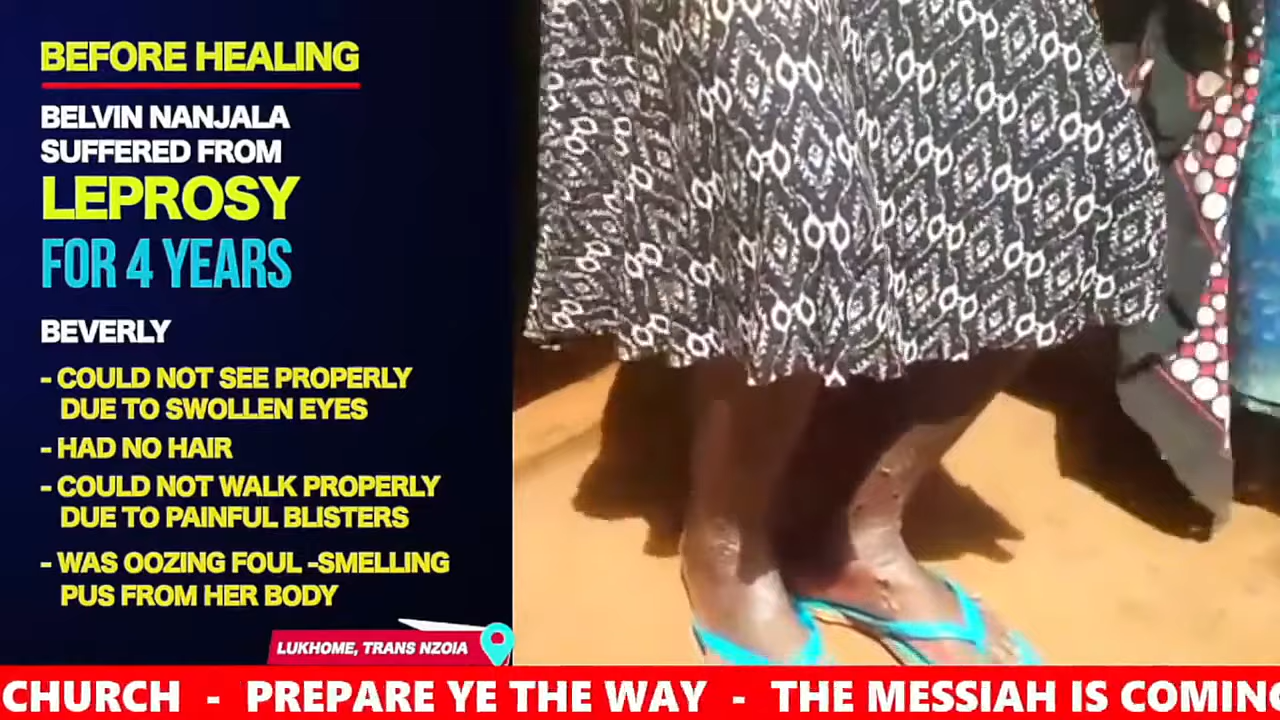 BEFORE HEALING
BELVIN NANJALA
SUFFERED FROM
LEPROSY
FOR 4 YEARS
BEVERLY
- COULD NOT SEE PROPERLY
DUE TO SWOLLEN EYES
- HAD NO HAIR
- COULD NOT WALK PROPERLY
DUE TO PAINFUL BLISTERS
- WAS OOZING FOUL -SMELLING
PUS FROM HER BODY
LUKHOME, TRANS NZOIA
CHURCH - PREPARE YE THE WAY - THE MESSIAH IS COMING